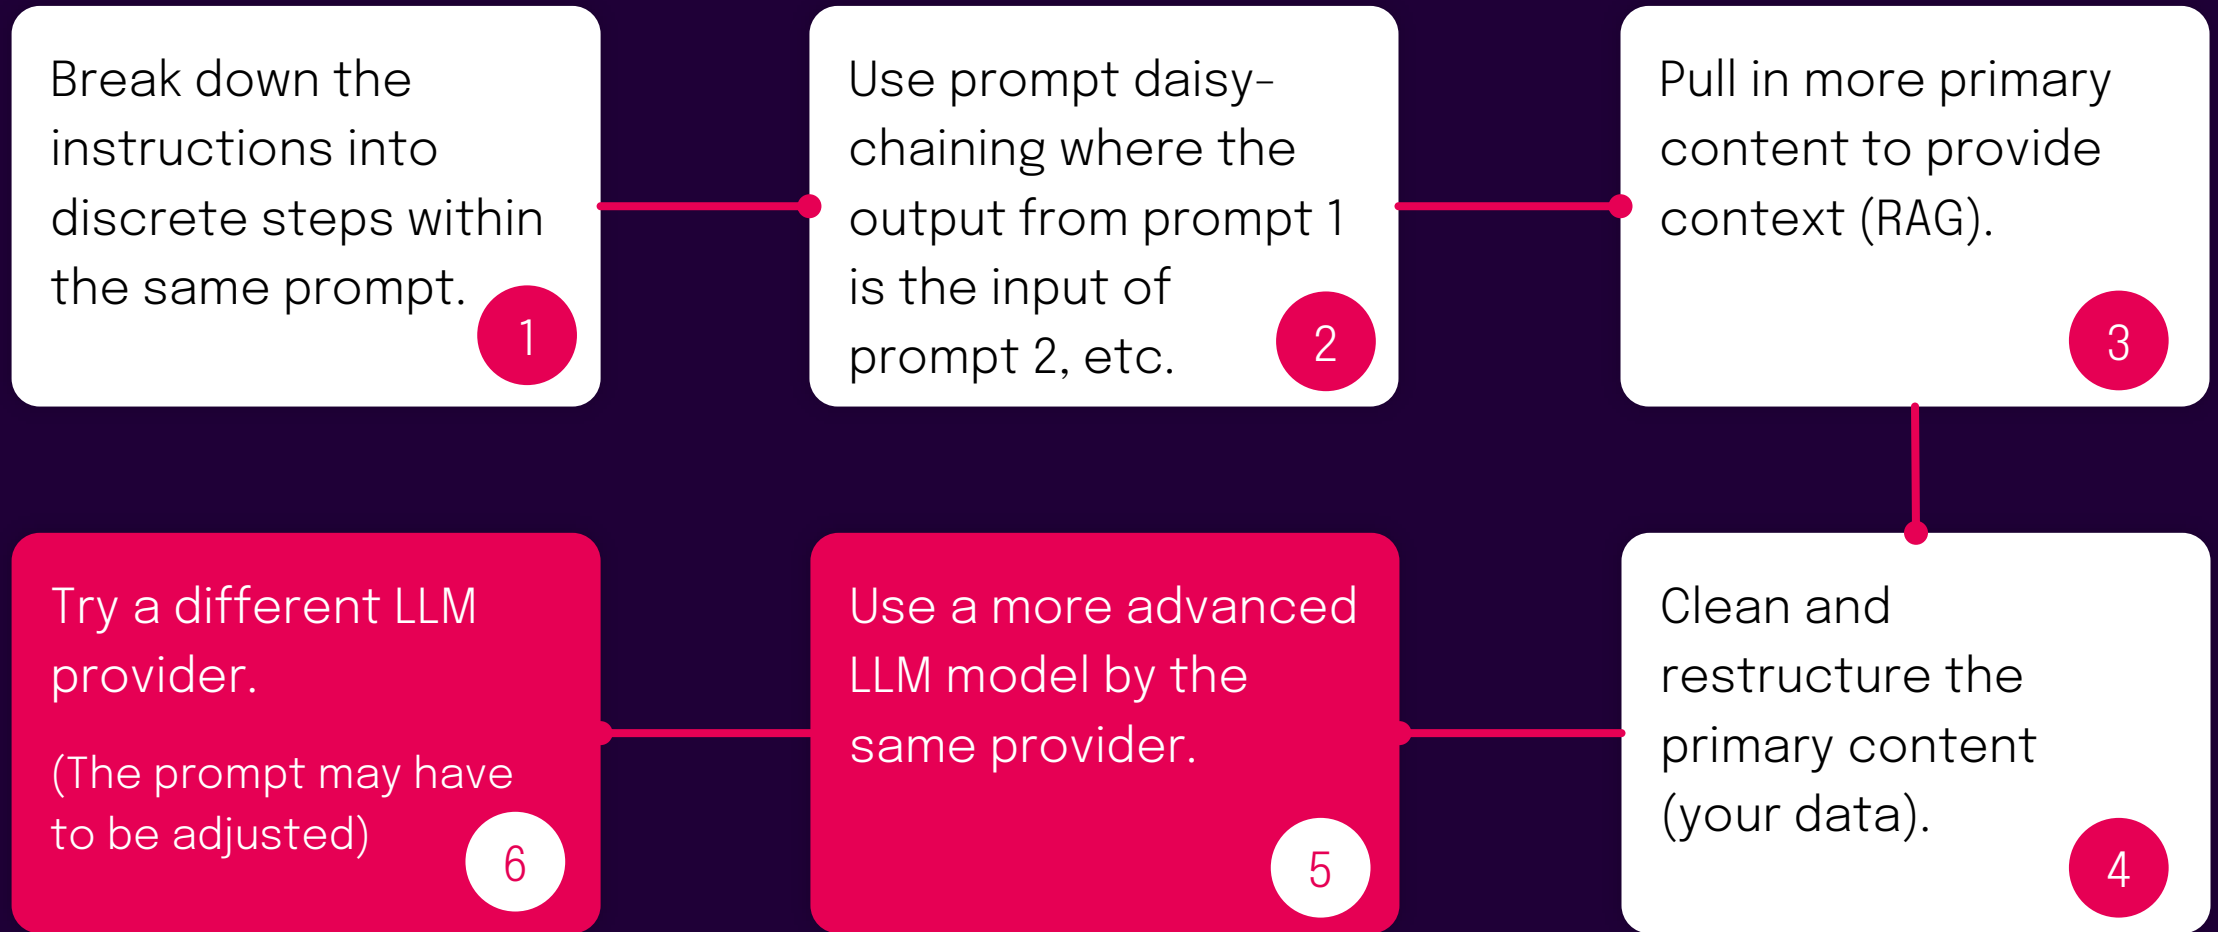 Break down the
instructions into
discrete steps within
the same prompt.
1
Use prompt daisy-
chaining where the
output from prompt 1
is the input of
prompt 2, etc.
2
Pull in more primary
content to provide
context (RAG).
3
Clean and
restructure the
primary content
(your data).
4
Use a more advanced
LLM model by the
same provider.
5
Try a different LLM
provider.
(The prompt may have
to be adjusted)
6